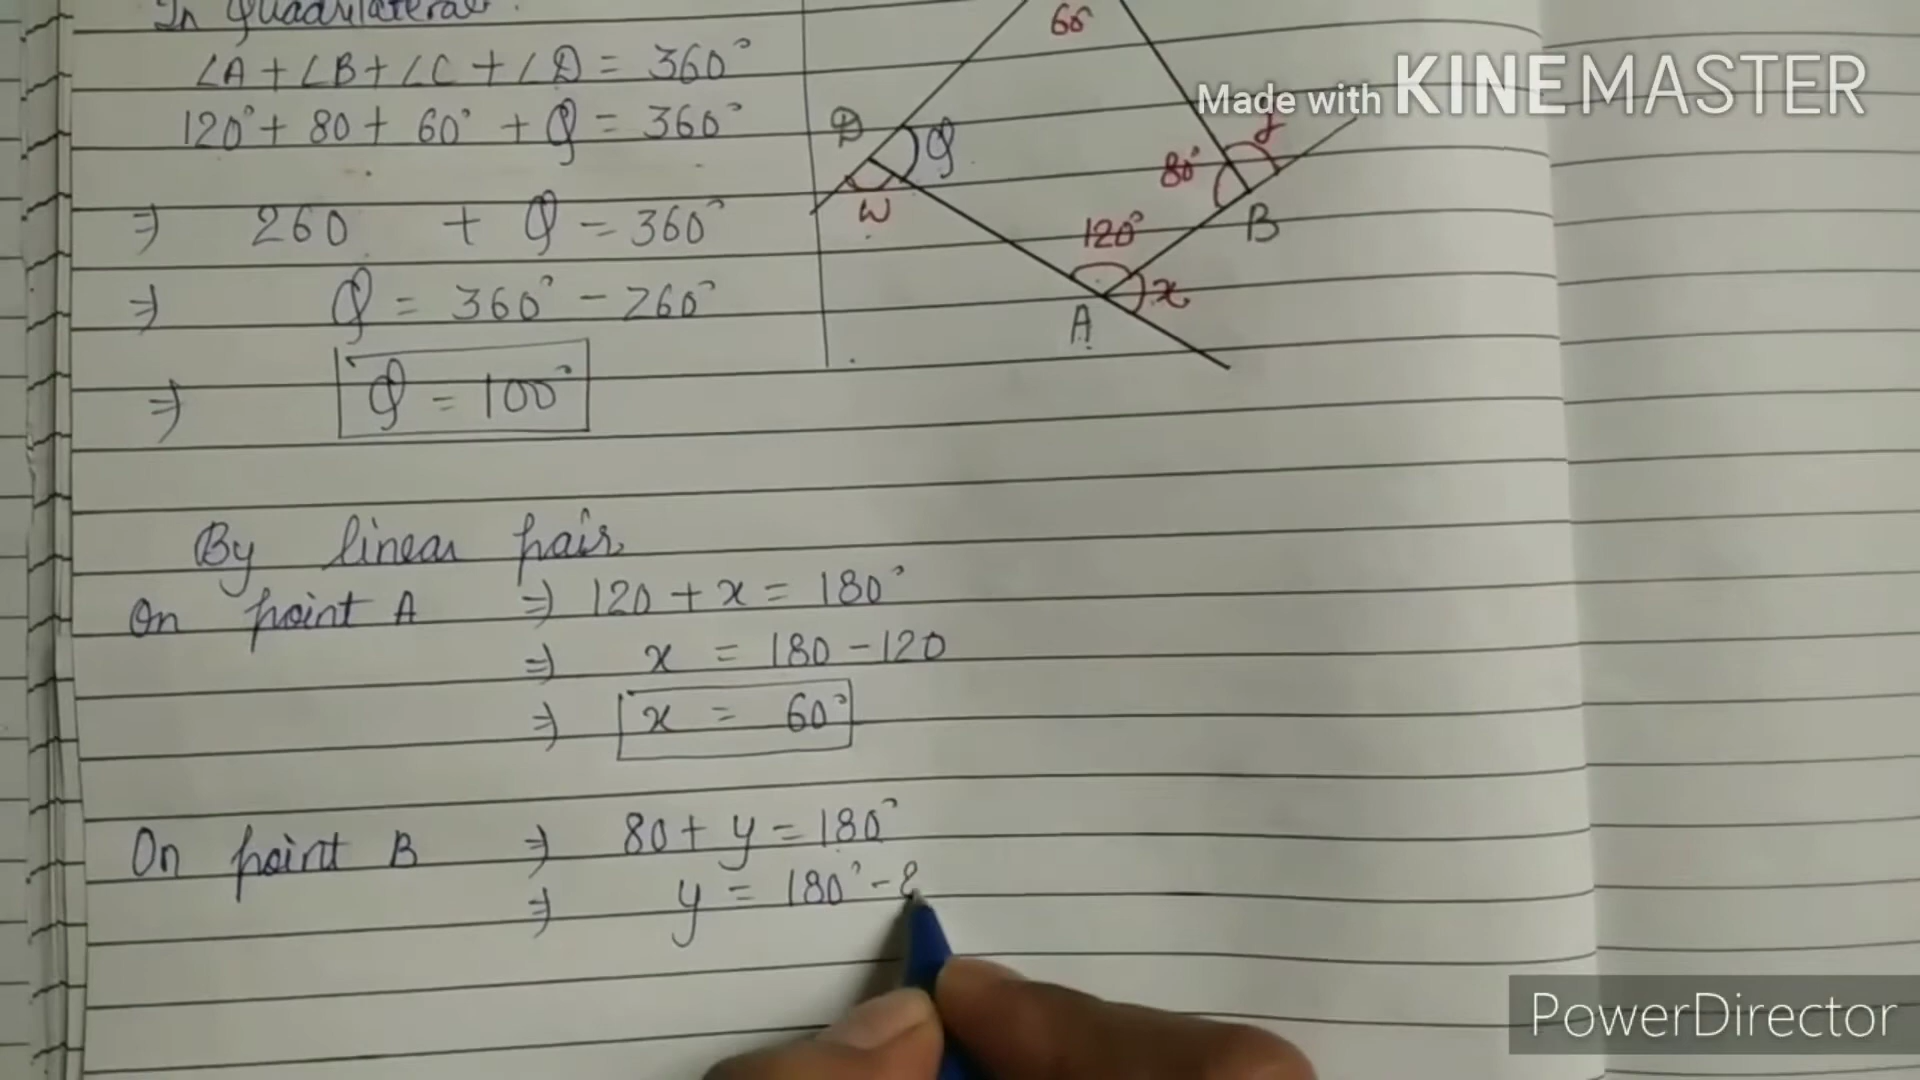 In Quadrilateral
∠A + ∠B + ∠C + ∠D = 360°
120° + 80 + 60° + Q = 360°
⇒ 260 + Q = 360°
⇒ Q = 360° - 260°
⇒ Q = 100°
60°
Made with KINEMASTER
D Q
w
80° y
B
120°
x
A
By linear pair
On point A ⇒ 120 + x = 180°
⇒ x = 180 - 120
⇒ x = 60°
On point B ⇒ 80 + y = 180°
⇒ y = 180° - 8
PowerDirector